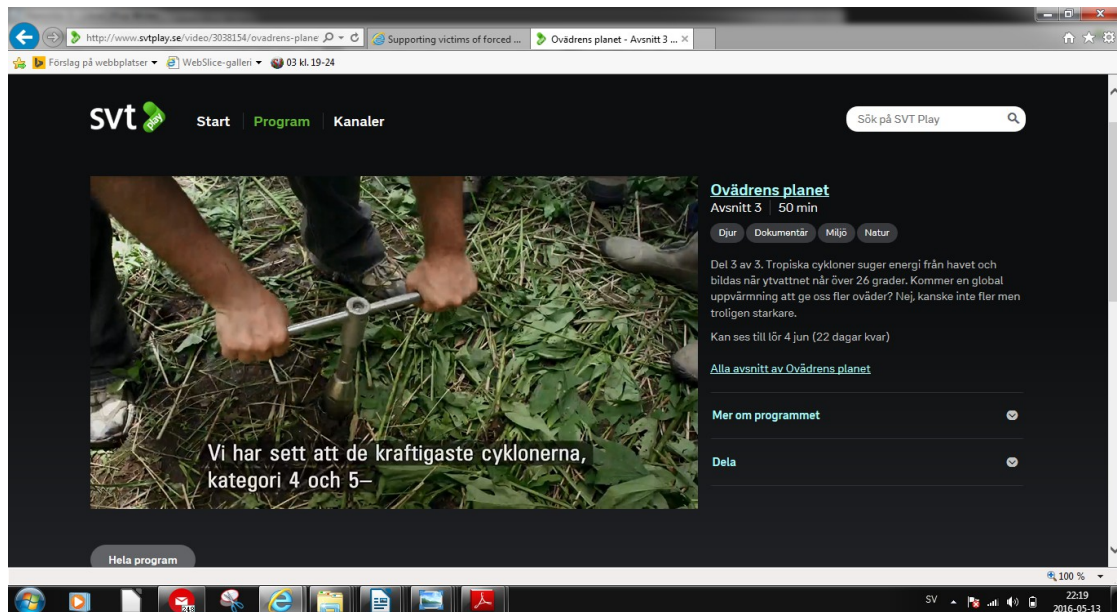 http://www.svtplay.se/video/3038154/ovadrens-plane
Supporting victims of forced ...
Ovädrens planet - Avsnitt 3 ...
Förslag på webbplatser
WebSlice-galleri
03 kl. 19-24
svt play
Start
Program
Kanaler
Sök på SVT Play
Ovädrens planet
Avsnitt 3 | 50 min
Djur
Dokumentär
Miljö
Natur
Del 3 av 3. Tropiska cykloner suger energi från havet och
bildas når ytvattnet når över 26 grader. Kommer en global
uppvärmning att ge oss fler oväder? Nej, kanske inte fler men
troligen starkare.
Kan ses till lör 4 jun (22 dagar kvar)
Alla avsnitt av Ovädrens planet
Mer om programmet
Dela
Vi har sett att de kraftigaste cyklonerna,
kategori 4 och 5–
Hela program
100 %
SV
22:19
2016-05-13